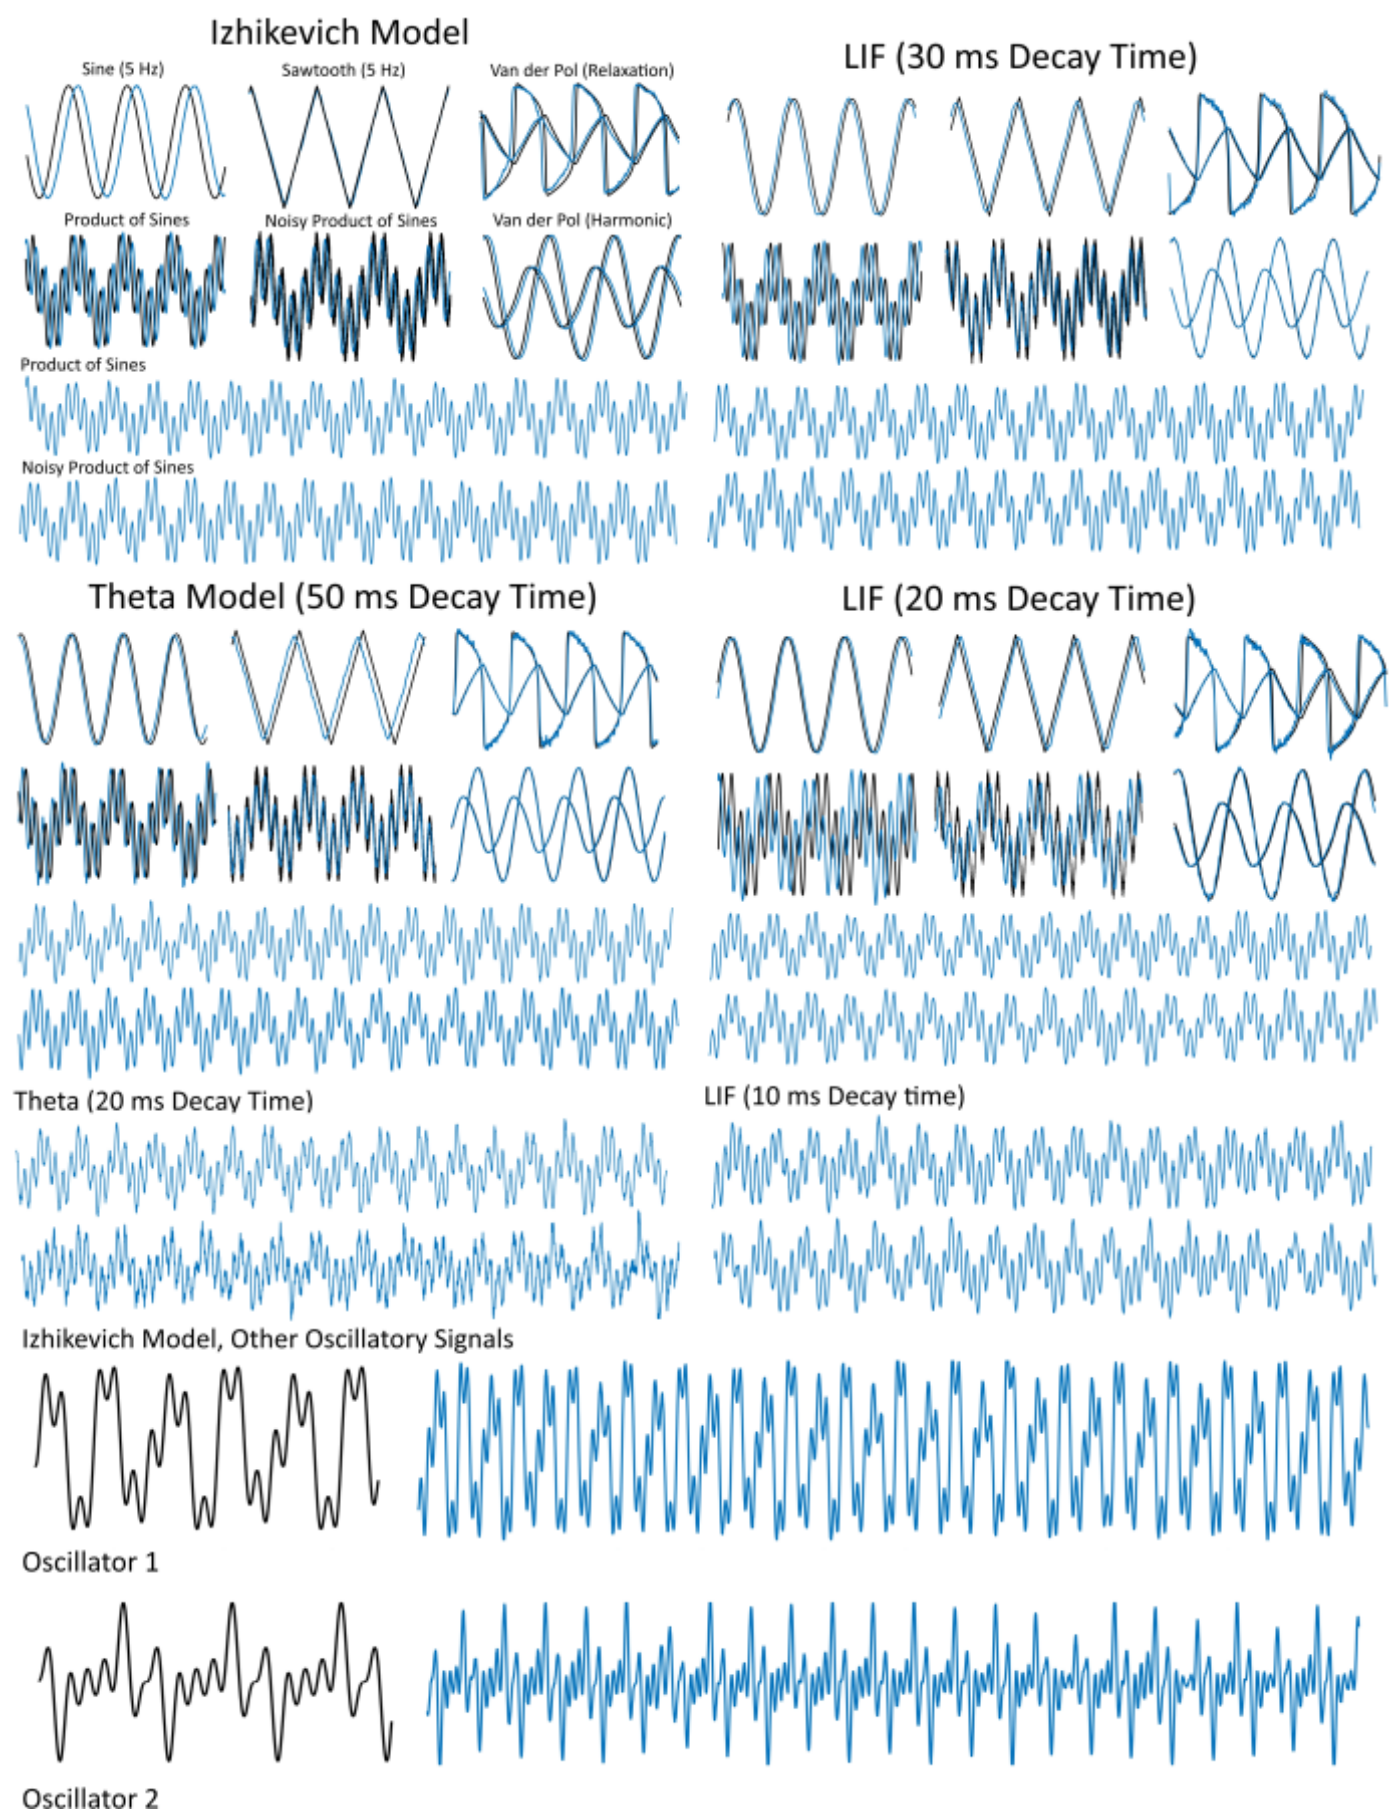 Izhikevich Model
LIF (30 ms Decay Time)
Sine (5 Hz)
Sawtooth (5 Hz)
Van der Pol (Relaxation)
Product of Sines
Noisy Product of Sines
Van der Pol (Harmonic)
Product of Sines
Noisy Product of Sines
Theta Model (50 ms Decay Time)
LIF (20 ms Decay Time)
Theta (20 ms Decay Time)
LIF (10 ms Decay time)
Izhikevich Model, Other Oscillatory Signals
Oscillator 1
Oscillator 2